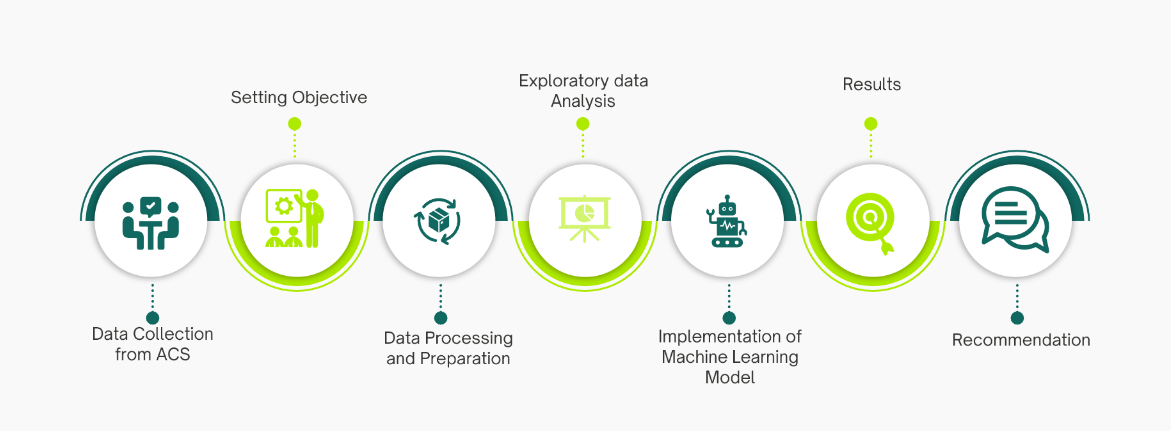 Data Collection
from ACS
Setting Objective
Data Processing
and Preparation
Exploratory data
Analysis
Implementation of
Machine Learning
Model
Results
Recommendation